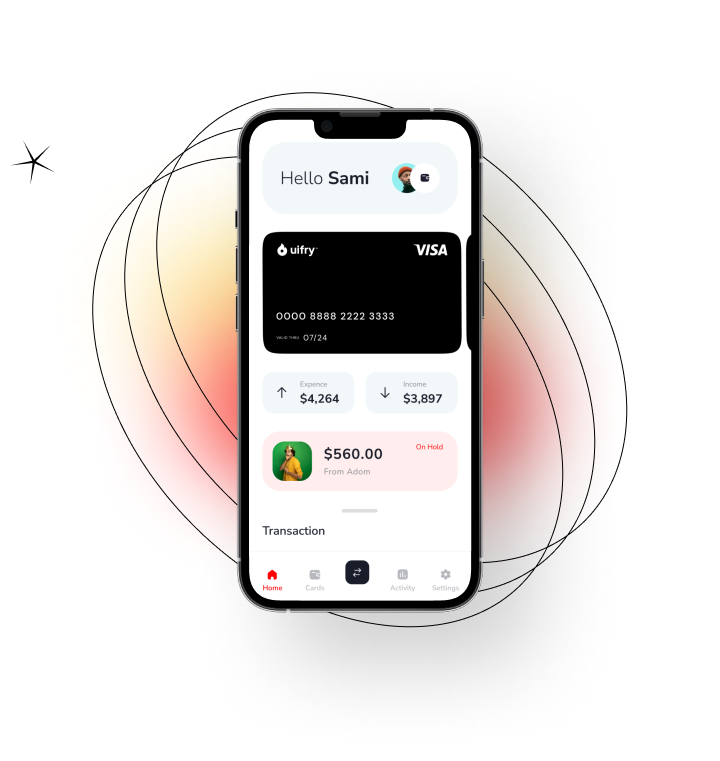 Hello Sami
uifry
VISA
0000 8888 2222 3333
VALID THRU 07/24
Expence
$4,264
Income
$3,897
$560.00
On Hold
From Adom
Transaction
Home
Cards
Activity
Settings